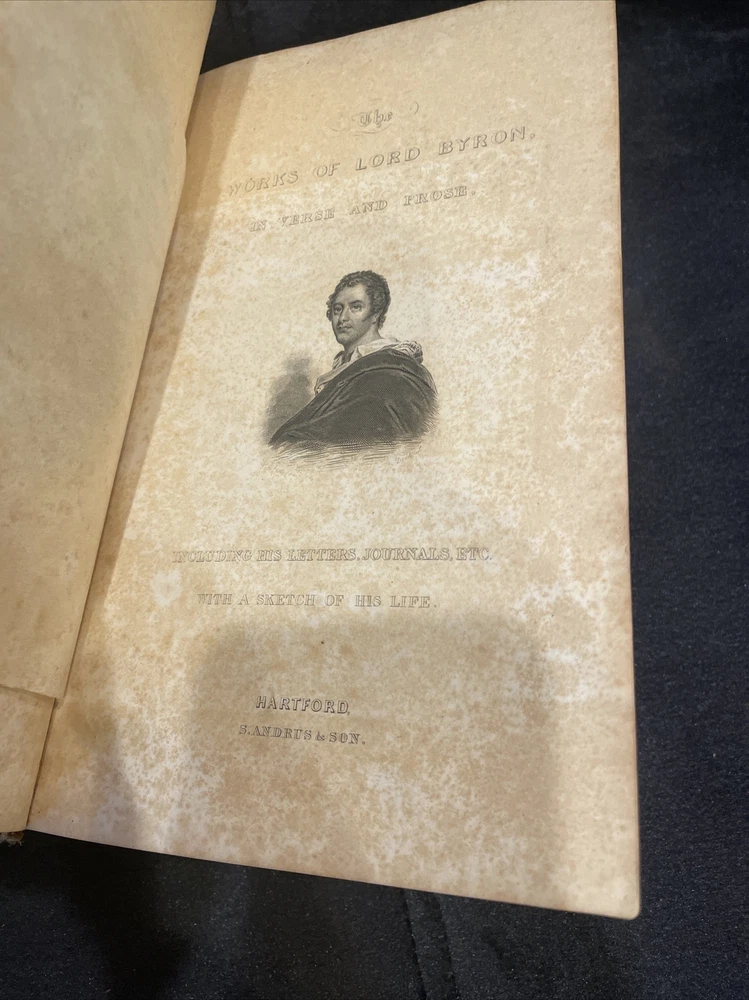 The
WORKS OF LORD BYRON.
IN VERSE AND PROSE.
INCLUDING HIS LETTERS, JOURNALS, ETC.
WITH A SKETCH OF HIS LIFE.
HARTFORD,
S. ANDRUS & SON.